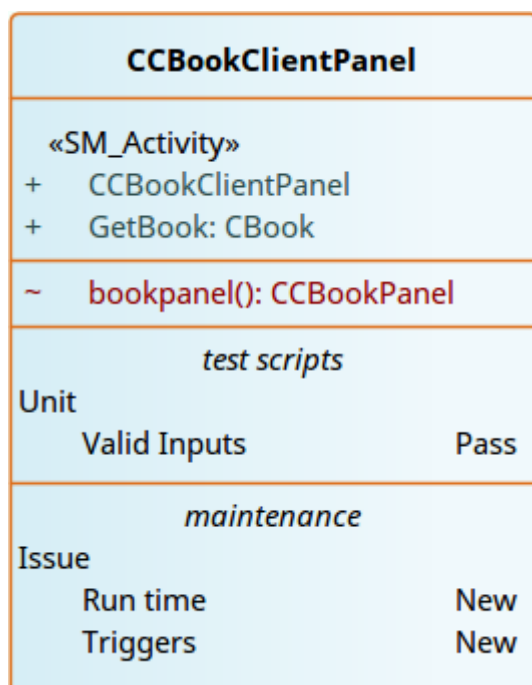 CCBookClientPanel
«SM_Activity»
+ CCBookClientPanel
+ GetBook: CBook
~ bookpanel(): CCBookPanel
test scripts
Unit
Valid Inputs Pass
maintenance
Issue
Run time New
Triggers New